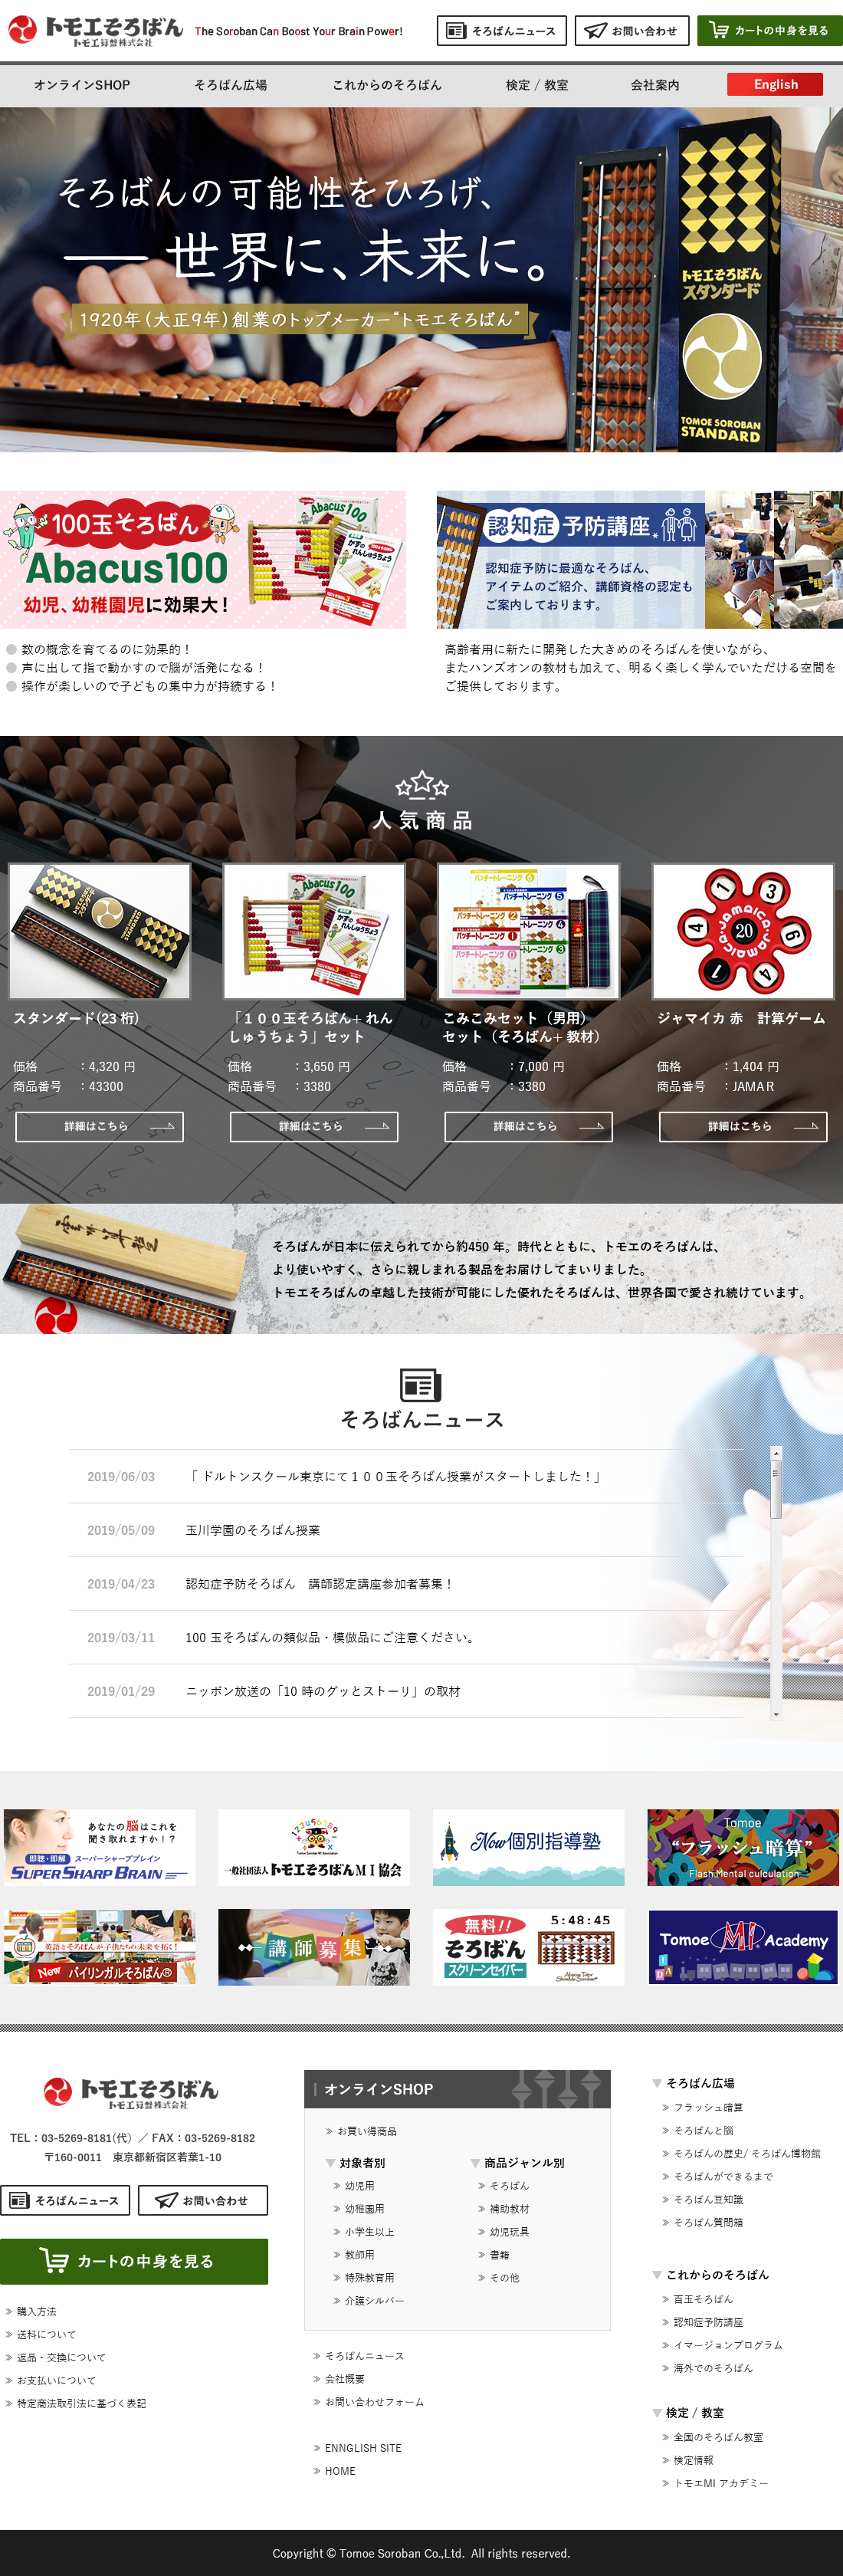 トモエそろばん
トモエ算盤株式会社
The Soroban Can Boost Your Brain Power!
そろばんニュース
お問い合わせ
カートの中身を見る
オンラインSHOP
そろばん広場
これからのそろばん
検定 / 教室
会社案内
English
そろばんの可能性をひろげ、
世界に、未来に。
1920年(大正9年)創業のトップメーカー“トモエそろばん”
トモエそろばん
スタンダード
TOMOE SOROBAN
STANDARD
100玉そろばん
Abacus100
幼児、幼稚園児に効果大！
認知症予防講座。
認知症予防に最適なそろばん、
アイテムのご紹介、講師資格の認定も
ご案内しております。
数の概念を育てるのに効果的！
声に出して指で動かすので脳が活発になる！
操作が楽しいので子どもの集中力が持続する！
高齢者用に新たに開発した大きめのそろばんを使いながら、
またハンズオンの教材も加えて、明るく楽しく学んでいただける空間を
ご提供しております。
人気商品
スタンダード(23 桁)
価格 ：4,320 円
商品番号 ：43300
詳細はこちら
「１００玉そろばん+ れん
しゅうちょう」セット
価格 ：3,650 円
商品番号 ：3380
詳細はこちら
こみこみセット（男用）
セット（そろばん+ 教材）
価格 ：7,000 円
商品番号 ：3380
詳細はこちら
ジャマイカ 赤　計算ゲーム
価格 ：1,404 円
商品番号 ：JAMAR
詳細はこちら
そろばんが日本に伝えられてから約450 年。時代とともに、トモエのそろばんは、
より使いやすく、さらに親しまれる製品をお届けしてまいりました。
トモエそろばんの卓越した技術が可能にした優れたそろばんは、世界各国で愛され続けています。
そろばんニュース
2019/06/03 「 ドルトンスクール東京にて１００玉そろばん授業がスタートしました！」
2019/05/09 玉川学園のそろばん授業
2019/04/23 認知症予防そろばん　講師認定講座参加者募集！
2019/03/11 100 玉そろばんの類似品・模倣品にご注意ください。
2019/01/29 ニッポン放送の「10 時のグッとストーリ」の取材
あなたの脳はこれを
聞き取れますか！？
即聴・即解 スーパーシャープブレイン
SUPER SHARP BRAIN
一般社団法人 トモエそろばんＭＩ協会
Now個別指導塾
Tomoe
“フラッシュ暗算”
Flash Mental culculation
英語とそろばんが子供たちの未来を拓く！
New バイリンガルそろばん®
講師募集
無料!!
そろばん
スクリーンセイバー
5:48:45
Tomoe MI Academy
トモエそろばん
トモエ算盤株式会社
TEL：03-5269-8181(代) ／ FAX：03-5269-8182
〒160-0011　東京都新宿区若葉1-10
そろばんニュース
お問い合わせ
カートの中身を見る
購入方法
送料について
返品・交換について
お支払いについて
特定商法取引法に基づく表記
オンラインSHOP
お買い得商品
対象者別
幼児用
幼稚園用
小学生以上
教師用
特殊教育用
介護シルバー
商品ジャンル別
そろばん
補助教材
幼児玩具
書籍
その他
そろばんニュース
会社概要
お問い合わせフォーム
ENNGLISH SITE
HOME
そろばん広場
フラッシュ暗算
そろばんと脳
そろばんの歴史/ そろばん博物館
そろばんができるまで
そろばん豆知識
そろばん質問箱
これからのそろばん
百玉そろばん
認知症予防講座
イマージョンプログラム
海外でのそろばん
検定 / 教室
全国のそろばん教室
検定情報
トモエMI アカデミー
Copyright © Tomoe Soroban Co.,Ltd. All rights reserved.